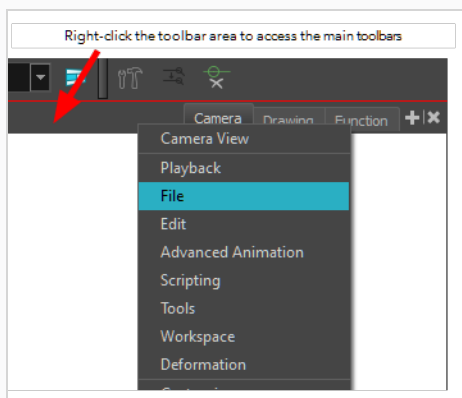 Right-click the toolbar area to access the main toolbars
Camera Drawing Function
Camera View
Playback
File
Edit
Advanced Animation
Scripting
Tools
Workspace
Deformation